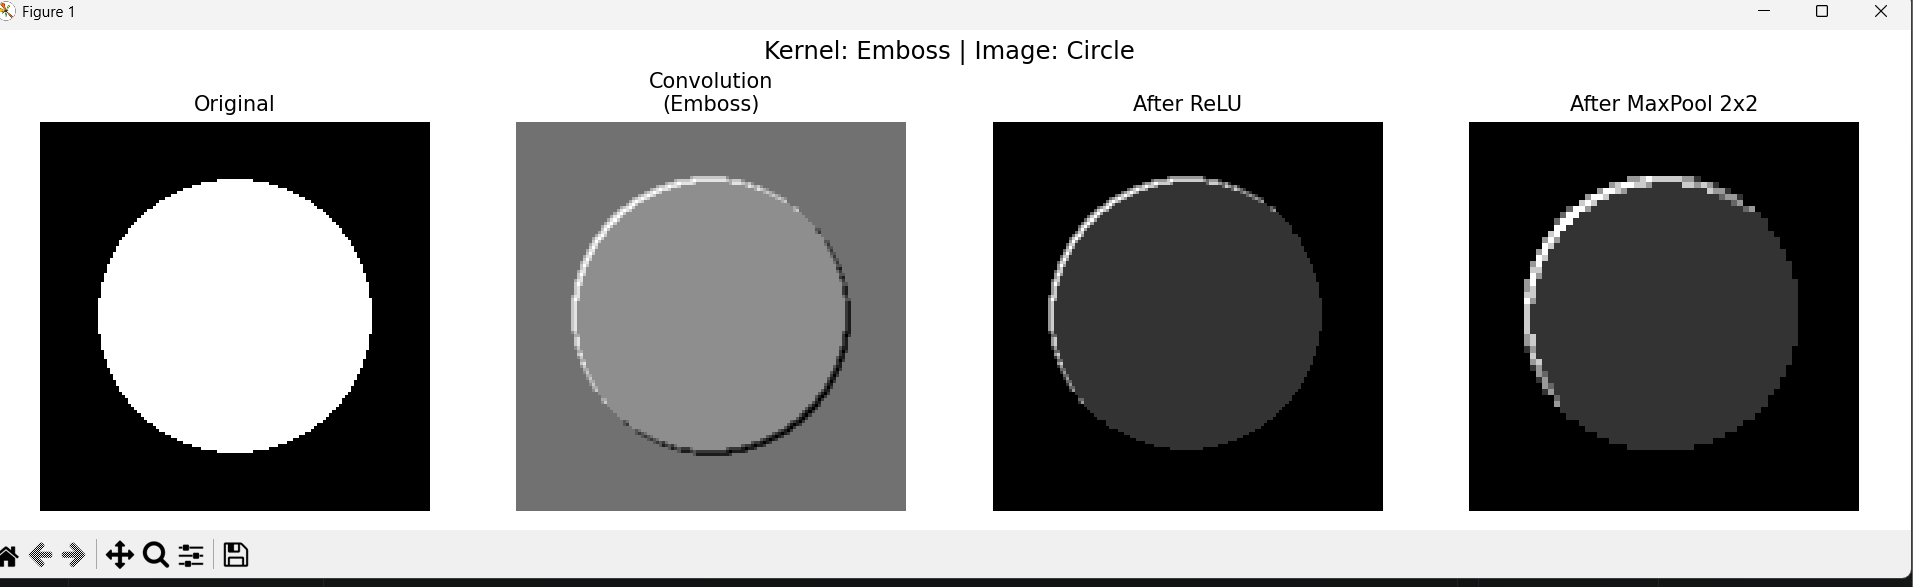 Figure 1
Kernel: Emboss | Image: Circle
Original
Convolution
(Emboss)
After ReLU
After MaxPool 2x2